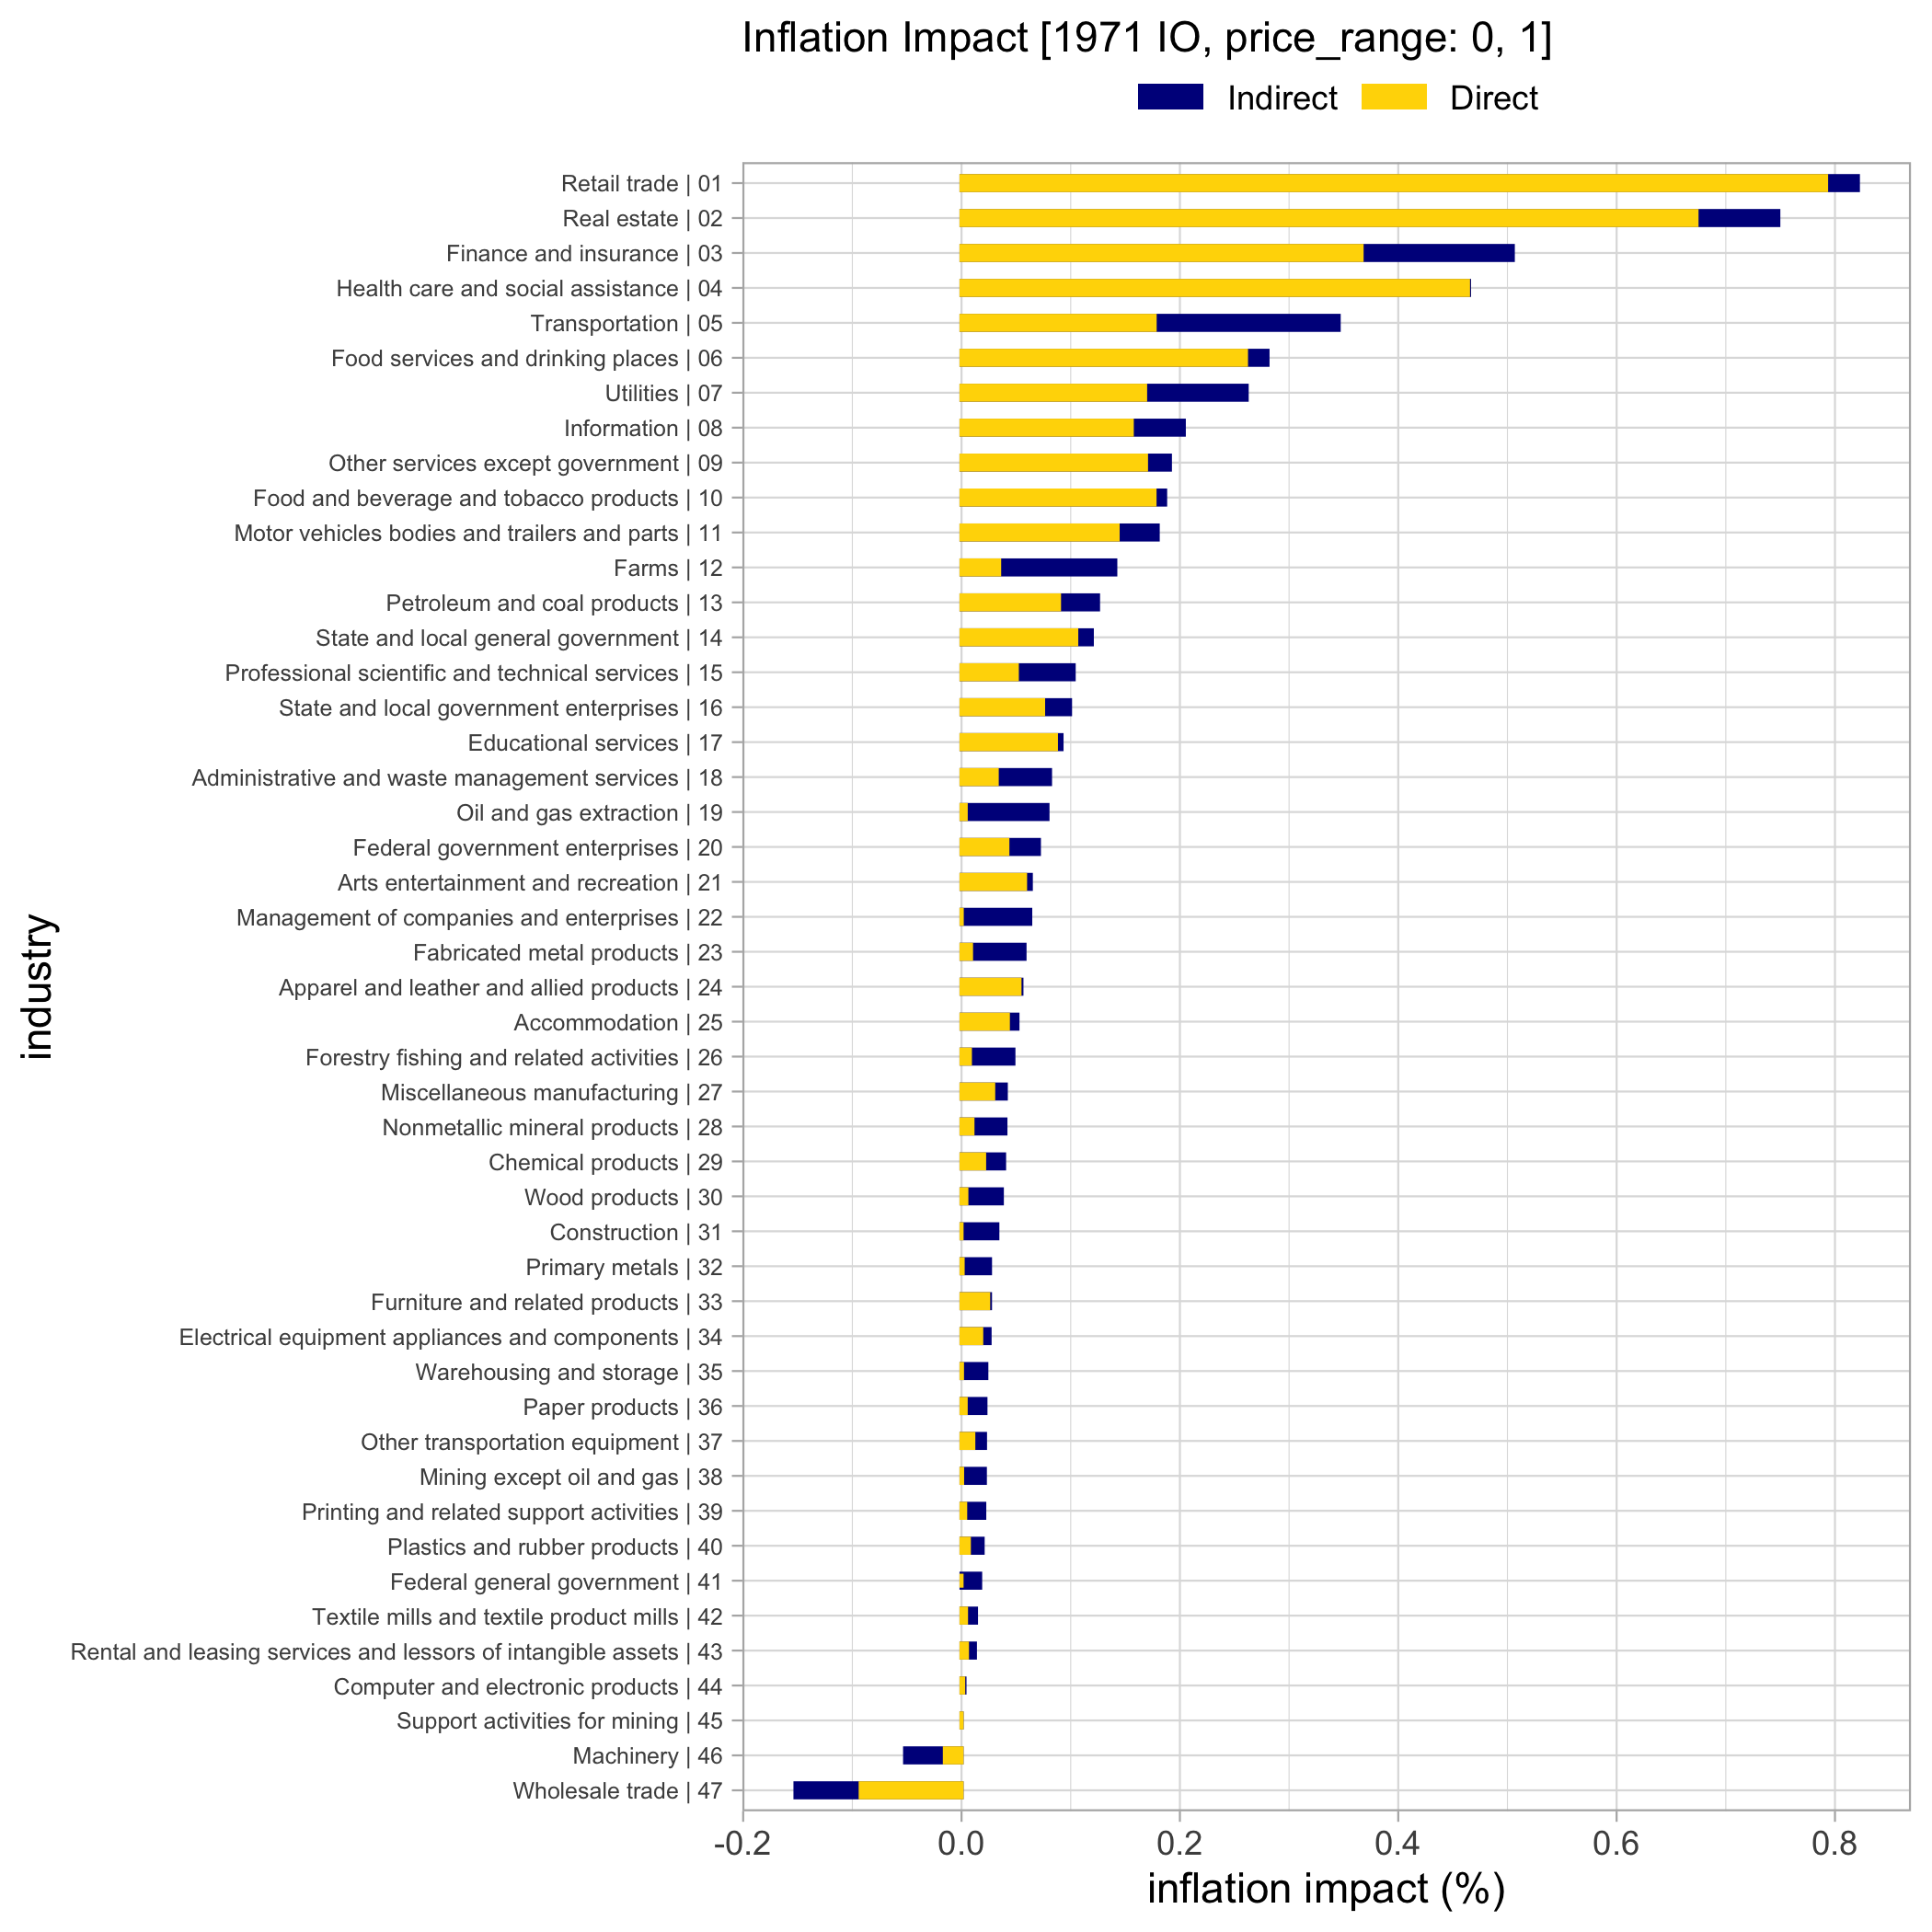 Inflation Impact [1971 IO, price_range: 0, 1]
Indirect Direct
Retail trade | 01
Real estate | 02
Finance and insurance | 03
Health care and social assistance | 04
Transportation | 05
Food services and drinking places | 06
Utilities | 07
Information | 08
Other services except government | 09
Food and beverage and tobacco products | 10
Motor vehicles bodies and trailers and parts | 11
Farms | 12
Petroleum and coal products | 13
State and local general government | 14
Professional scientific and technical services | 15
State and local government enterprises | 16
Educational services | 17
Administrative and waste management services | 18
Oil and gas extraction | 19
Federal government enterprises | 20
Arts entertainment and recreation | 21
Management of companies and enterprises | 22
Fabricated metal products | 23
Apparel and leather and allied products | 24
Accommodation | 25
Forestry fishing and related activities | 26
Miscellaneous manufacturing | 27
Nonmetallic mineral products | 28
Chemical products | 29
Wood products | 30
Construction | 31
Primary metals | 32
Furniture and related products | 33
Electrical equipment appliances and components | 34
Warehousing and storage | 35
Paper products | 36
Other transportation equipment | 37
Mining except oil and gas | 38
Printing and related support activities | 39
Plastics and rubber products | 40
Federal general government | 41
Textile mills and textile product mills | 42
Rental and leasing services and lessors of intangible assets | 43
Computer and electronic products | 44
Support activities for mining | 45
Machinery | 46
Wholesale trade | 47
industry
-0.2 0.0 0.2 0.4 0.6 0.8
inflation impact (%)